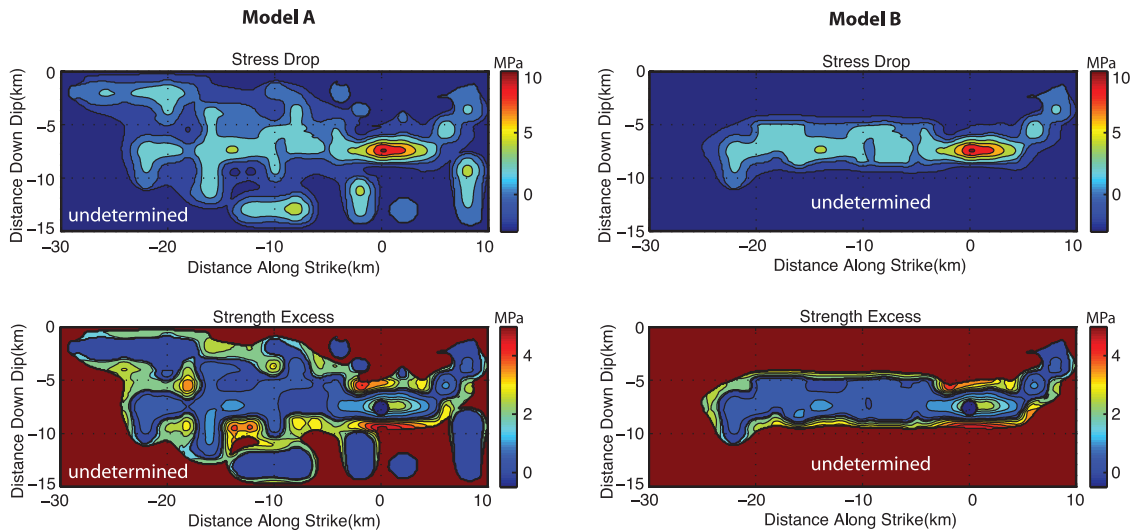 Model A
Model B
Stress Drop
MPa
Stress Drop
MPa
Distance Down Dip(km)
0
−5
−10
−15
undetermined
10
5
0
−30
−20
−10
0
10
Distance Along Strike(km)
Distance Down Dip(km)
0
−5
−10
−15
undetermined
10
5
0
−30
−20
−10
0
10
Distance Along Strike(km)
Strength Excess
MPa
Strength Excess
MPa
Distance Down Dip(km)
0
−5
−10
−15
undetermined
4
2
0
−30
−20
−10
0
10
Distance Along Strike(km)
Distance Down Dip(km)
0
−5
−10
−15
undetermined
4
2
0
−30
−20
−10
0
10
Distance Along Strike(km)